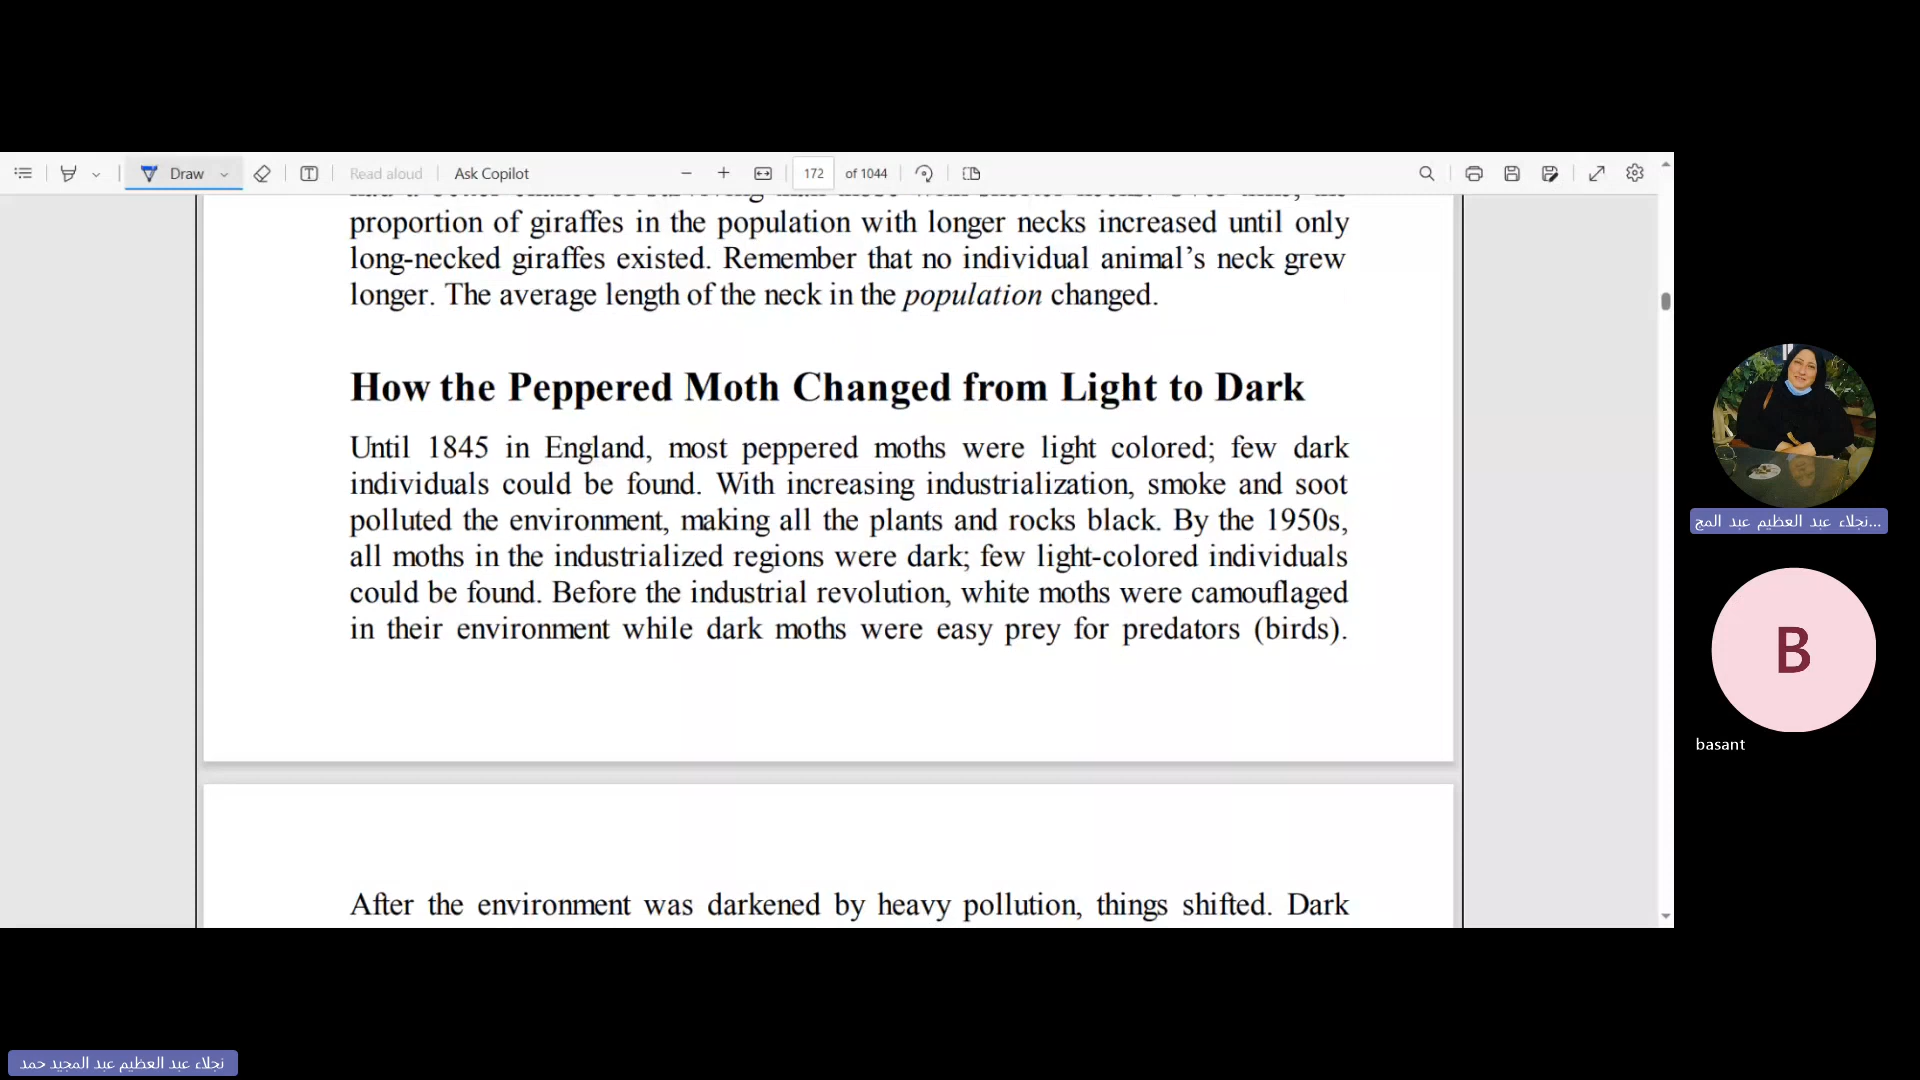 Draw
Read aloud
Ask Copilot
172 of 1044
proportion of giraffes in the population with longer necks increased until only
long-necked giraffes existed. Remember that no individual animal’s neck grew
longer. The average length of the neck in the population changed.
How the Peppered Moth Changed from Light to Dark
Until 1845 in England, most peppered moths were light colored; few dark
individuals could be found. With increasing industrialization, smoke and soot
polluted the environment, making all the plants and rocks black. By the 1950s,
all moths in the industrialized regions were dark; few light-colored individuals
could be found. Before the industrial revolution, white moths were camouflaged
in their environment while dark moths were easy prey for predators (birds).
After the environment was darkened by heavy pollution, things shifted. Dark
نجلاء عبد العظيم عبد المج...
B
basant
نجلاء عبد العظيم عبد المجيد حمد